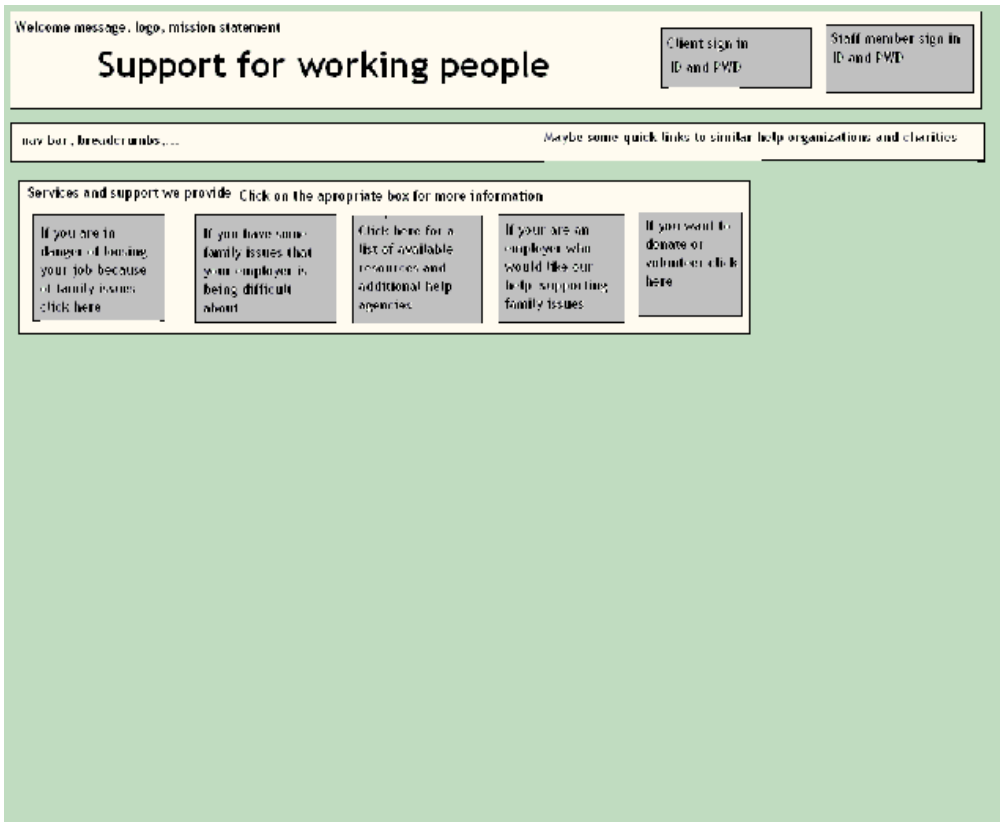 Welcome message, logo, mission statement
Support for working people
Client sign in
ID and PWD
Staff member sign in
ID and PWD
nav bar, breadcrumbs,...
Maybe some quick links to similar help organizations and charities
Services and support we provide Click on the apropriate box for more information
If you are in
danger of loosing
your job because
of family issues
click here
If you have some
family issues that
your employer is
being difficult
about
Click here for a
list of available
resources and
additional help
agencies
If your are an
employer who
would like our
help supporting
family issues
If you want to
donate or
volunteer click
here